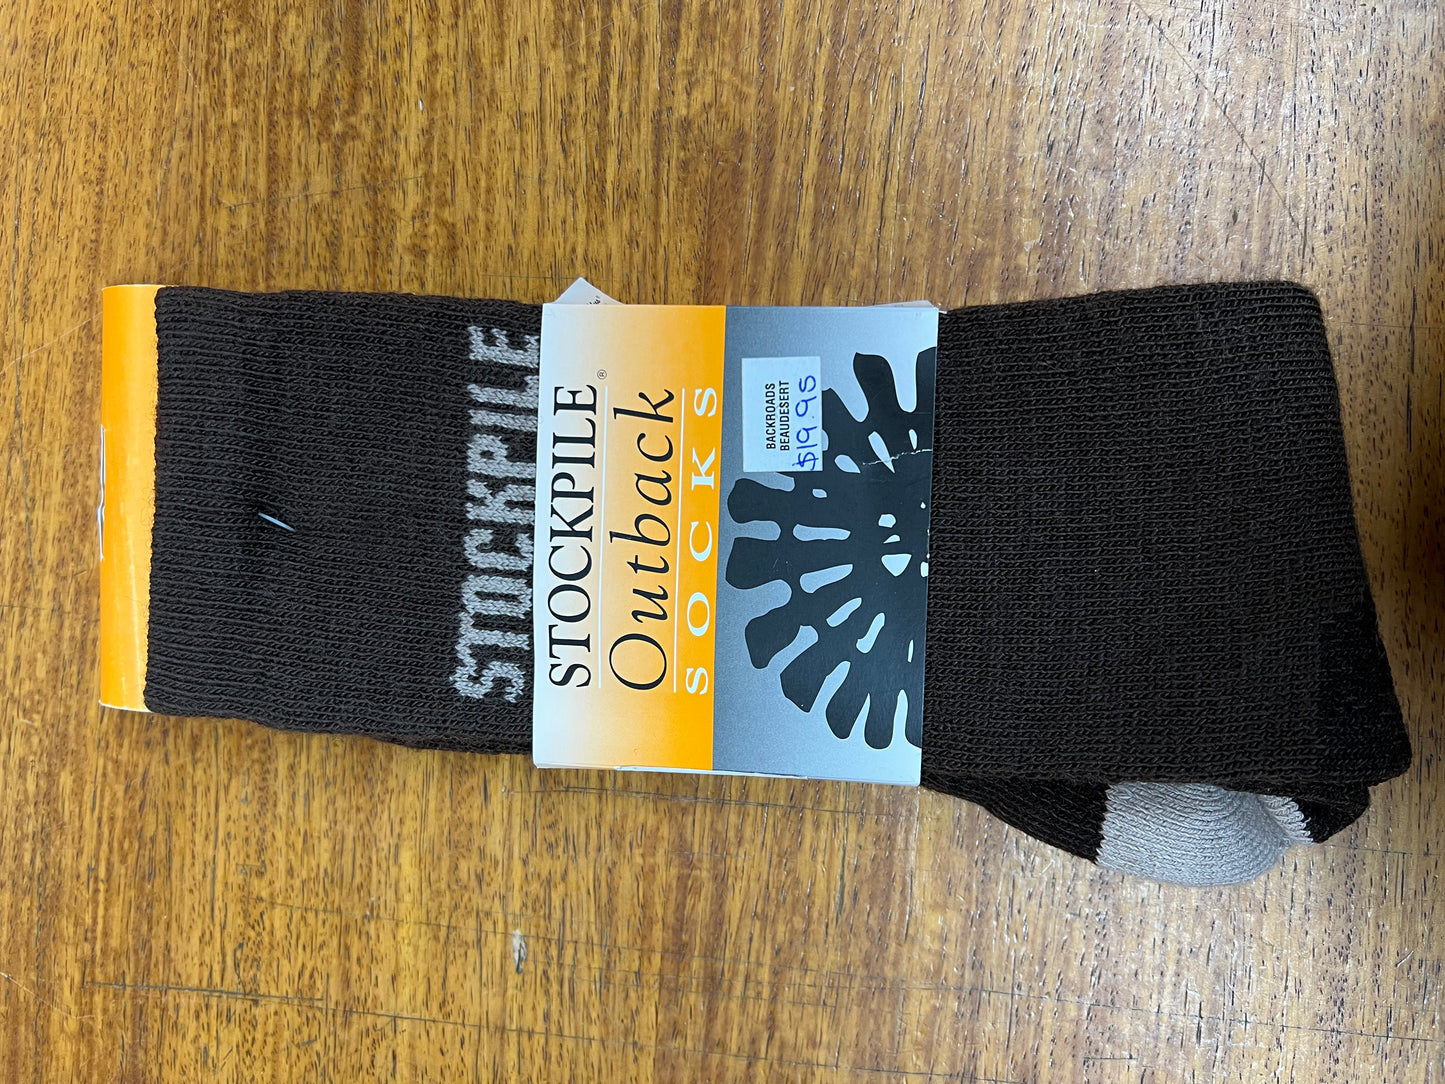 STOCKPILE
STOCKPILE®
Outback
SOCKS
BACKROADS
BEAUDESERT
$19.95